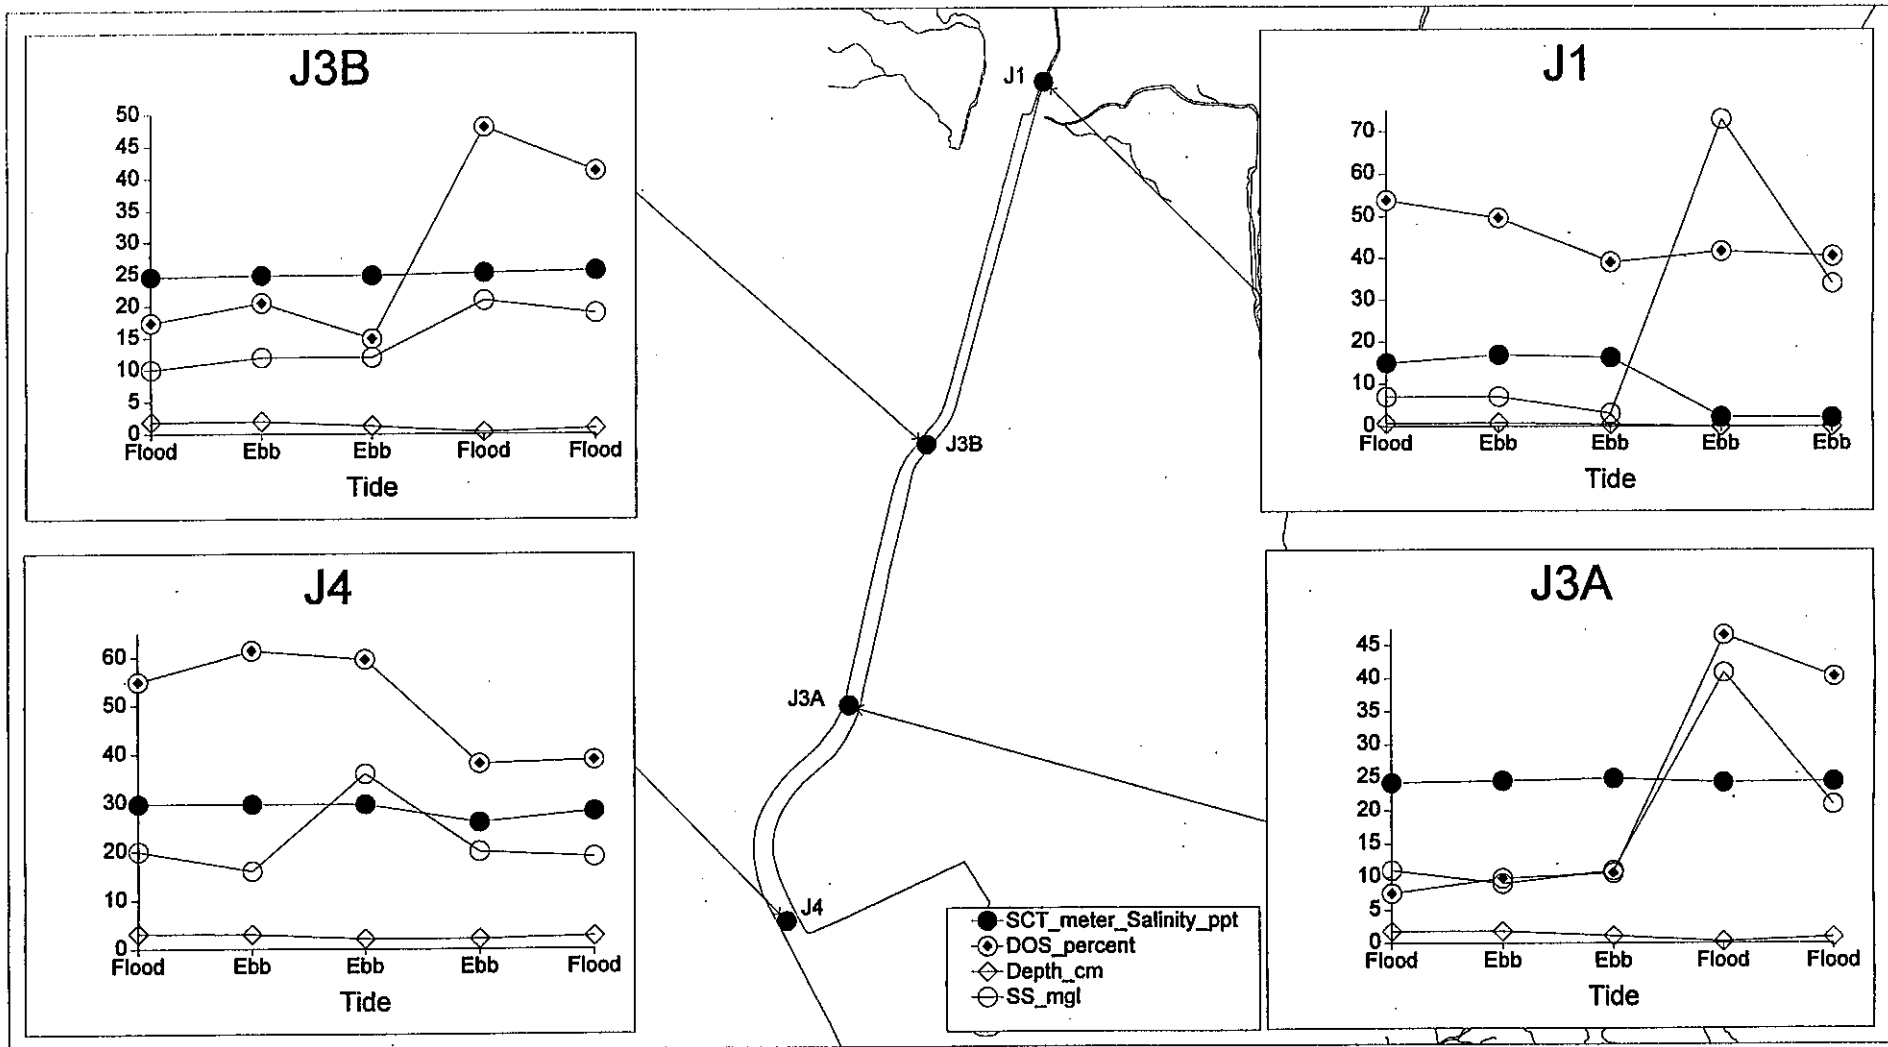 J3B
50
45
40
35
30
25
20
15
10
5
0
Flood Ebb Ebb Flood Flood
Tide
J1
70
60
50
40
30
20
10
0
Flood Ebb Ebb Ebb Ebb
Tide
J4
60
50
40
30
20
10
0
Flood Ebb Ebb Ebb Flood
Tide
J3A
45
40
35
30
25
20
15
10
5
0
Flood Ebb Ebb Flood Flood
Tide
J1
J3B
J3A
J4
SCT_meter_Salinity_ppt
DOS_percent
Depth_cm
SS_mgl